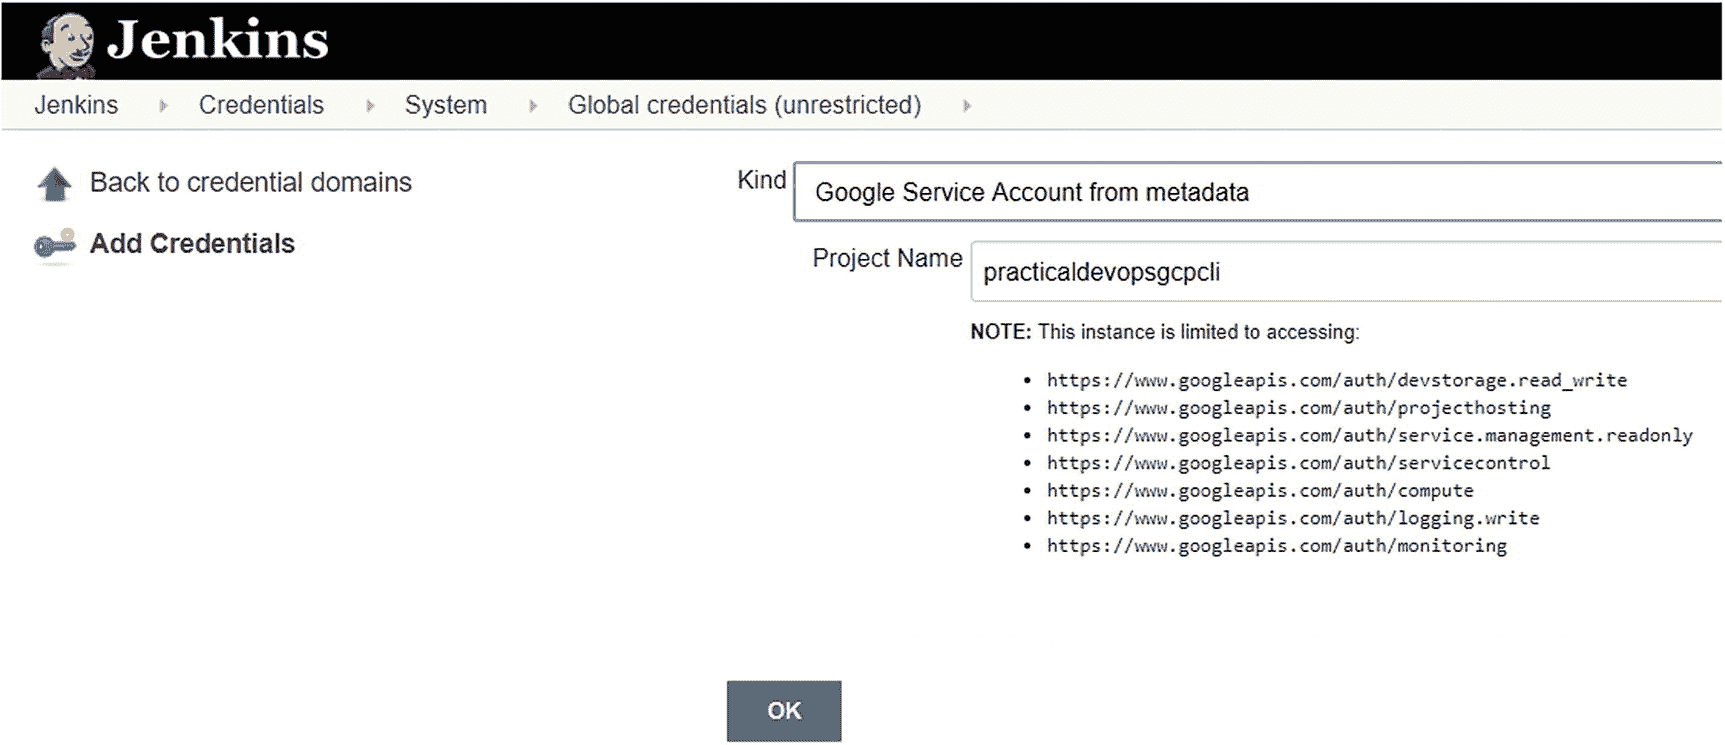 Jenkins
Jenkins Credentials System Global credentials (unrestricted)
Back to credential domains
Add Credentials
Kind Google Service Account from metadata
Project Name practicaldevopsgcpcli
NOTE: This instance is limited to accessing:
• https://www.googleapis.com/auth/devstorage.read_write
• https://www.googleapis.com/auth/projecthosting
• https://www.googleapis.com/auth/service.management.readonly
• https://www.googleapis.com/auth/servicecontrol
• https://www.googleapis.com/auth/compute
• https://www.googleapis.com/auth/logging.write
• https://www.googleapis.com/auth/monitoring
OK